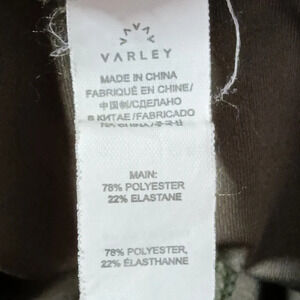 VARLEY
MADE IN CHINA
FABRIQUÉ EN CHINE/
中国制/СДЕЛАНО
В КИТАЕ/FABRICADO
MAIN:
78% POLYESTER
22% ELASTANE
78% POLYESTER,
22% ÉLASTHANNE